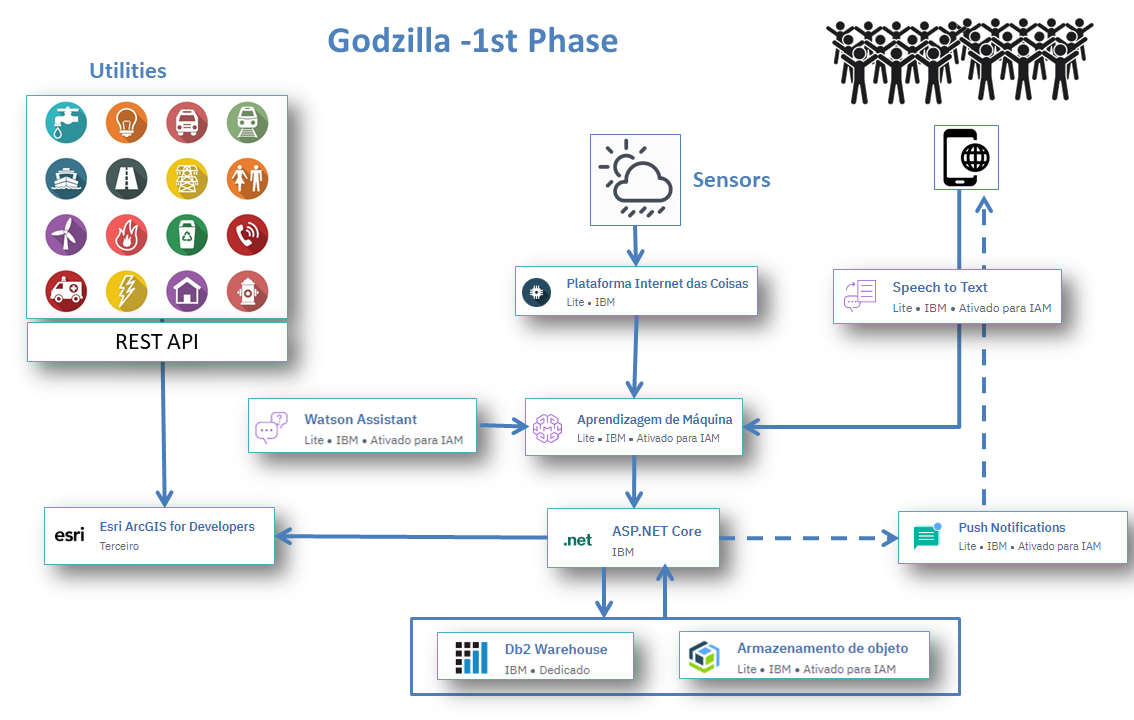 Godzilla -1st Phase
Utilities
Sensors
REST API
Plataforma Internet das Coisas
Lite • IBM
Speech to Text
Lite • IBM • Ativado para IAM
Watson Assistant
Lite • IBM • Ativado para IAM
Aprendizagem de Máquina
Lite • IBM • Ativado para IAM
esri
Esri ArcGIS for Developers
Terceiro
.net
ASP.NET Core
IBM
Push Notifications
Lite • IBM • Ativado para IAM
Db2 Warehouse
IBM • Dedicado
Armazenamento de objeto
Lite • IBM • Ativado para IAM